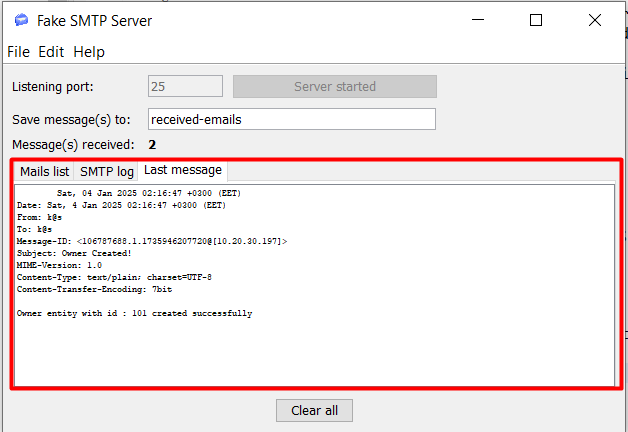 Fake SMTP Server
File Edit Help
Listening port: 25 Server started
Save message(s) to: received-emails
Message(s) received: 2
Mails list SMTP log Last message
Sat, 04 Jan 2025 02:16:47 +0300 (EET)
Date: Sat, 4 Jan 2025 02:16:47 +0300 (EET)
From: k@s
To: k@s
Message-ID: <106787688.1.1735946207720@[10.20.30.197]>
Subject: Owner Created!
MIME-Version: 1.0
Content-Type: text/plain; charset=UTF-8
Content-Transfer-Encoding: 7bit
Owner entity with id : 101 created successfully
Clear all